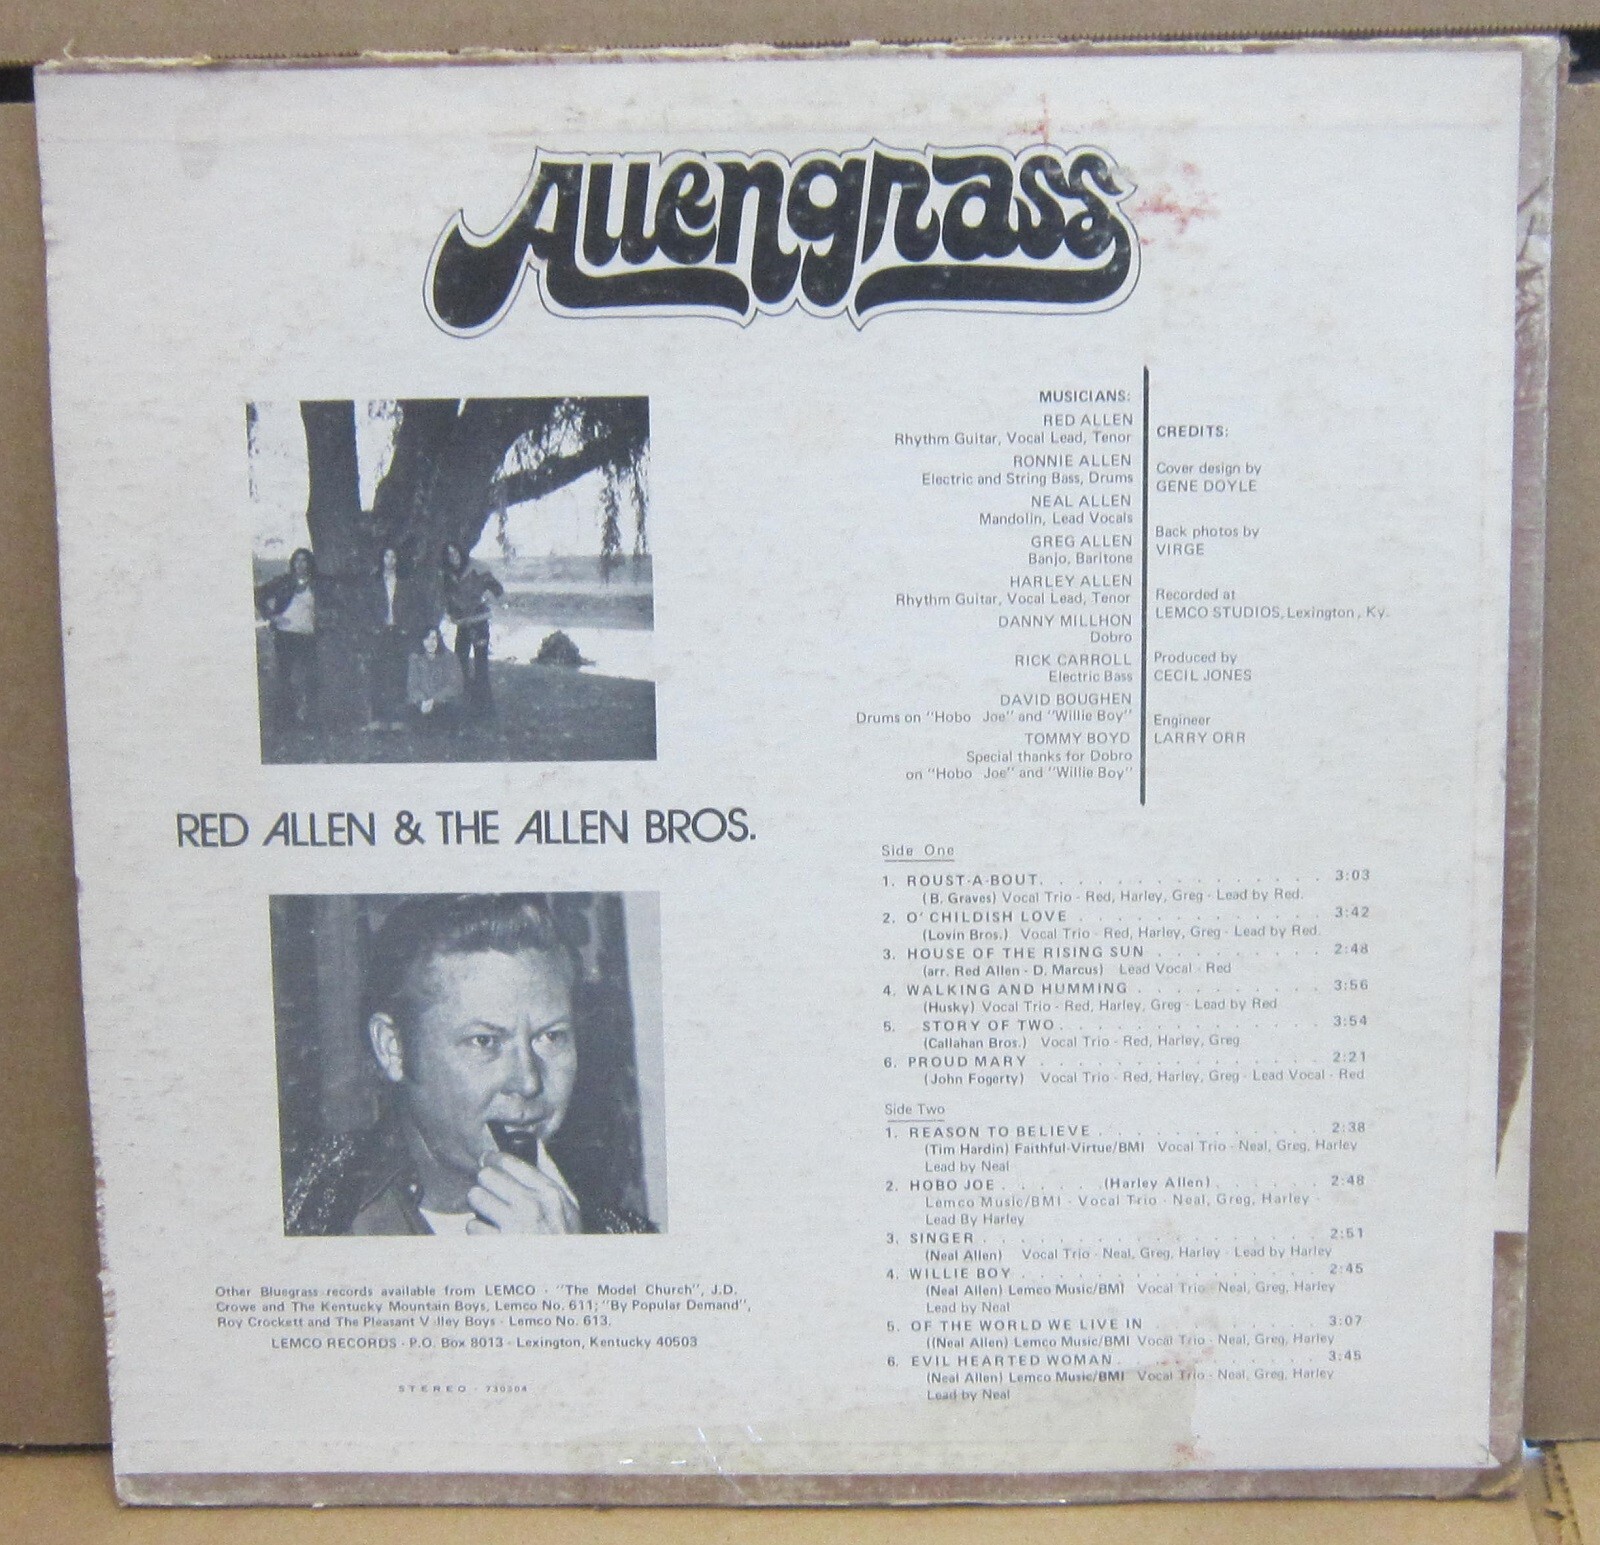 Allengrass
MUSICIANS:
RED ALLEN
Rhythm Guitar, Vocal Lead, Tenor
RONNIE ALLEN
Electric and String Bass, Drums
NEAL ALLEN
Mandolin, Lead Vocals
GREG ALLEN
Banjo, Baritone
HARLEY ALLEN
Rhythm Guitar, Vocal Lead, Tenor
DANNY MILLHON
Dobro
RICK CARROLL
Electric Bass
DAVID BOUGHEN
Drums on "Hobo Joe" and "Willie Boy"
TOMMY BOYD
Special thanks for Dobro
on "Hobo Joe" and "Willie Boy"
CREDITS:
Cover design by
GENE DOYLE
Back photos by
VIRGE
Recorded at
LEMCO STUDIOS, Lexington, Ky.
Produced by
CECIL JONES
Engineer
LARRY ORR
RED ALLEN & THE ALLEN BROS.
Side One
1. ROUST-A-BOUT. . . . . . . . . . . . . . . 3:03
(B. Graves) Vocal Trio - Red, Harley, Greg - Lead by Red.
2. O' CHILDISH LOVE . . . . . . . . . . . . . 3:42
(Lovin Bros.) Vocal Trio - Red, Harley, Greg - Lead by Red.
3. HOUSE OF THE RISING SUN . . . . . . . . . 2:48
(arr. Red Allen - D. Marcus) Lead Vocal - Red
4. WALKING AND HUMMING . . . . . . . . . . 3:56
(Husky) Vocal Trio - Red, Harley, Greg - Lead by Red
5. STORY OF TWO. . . . . . . . . . . . . . 3:54
(Callahan Bros.) Vocal Trio - Red, Harley, Greg
6. PROUD MARY . . . . . . . . . . . . . . . 2:21
(John Fogerty) Vocal Trio - Red, Harley, Greg - Lead Vocal - Red
Side Two
1. REASON TO BELIEVE . . . . . . . . . . . . 2:38
(Tim Hardin) Faithful-Virtue/BMI Vocal Trio - Neal, Greg, Harley
Lead by Neal
2. HOBO JOE . . . . . . (Harley Allen) . . . . . . 2:48
Lemco Music/BMI - Vocal Trio - Neal, Greg, Harley -
Lead By Harley
3. SINGER . . . . . . . . . . . . . . . . . . 2:51
(Neal Allen) Vocal Trio - Neal, Greg, Harley - Lead by Harley
4. WILLIE BOY . . . . . . . . . . . . . . . . 2:45
(Neal Allen) Lemco Music/BMI Vocal Trio - Neal, Greg, Harley
Lead by Neal
5. OF THE WORLD WE LIVE IN . . . . . . . . . 3:07
((Neal Allen) Lemco Music/BMI Vocal Trio - Neal, Greg, Harley
6. EVIL HEARTED WOMAN . . . . . . . . . . . 3:45
(Neal Allen) Lemco Music/BMI Vocal Trio - Neal, Greg, Harley
Lead by Neal
Other Bluegrass records available from LEMCO - "The Model Church", J.D.
Crowe and The Kentucky Mountain Boys, Lemco No. 611; "By Popular Demand",
Roy Crockett and The Pleasant V lley Boys - Lemco No. 613.
LEMCO RECORDS - P.O. Box 8013 - Lexington, Kentucky 40503
STEREO - 730504